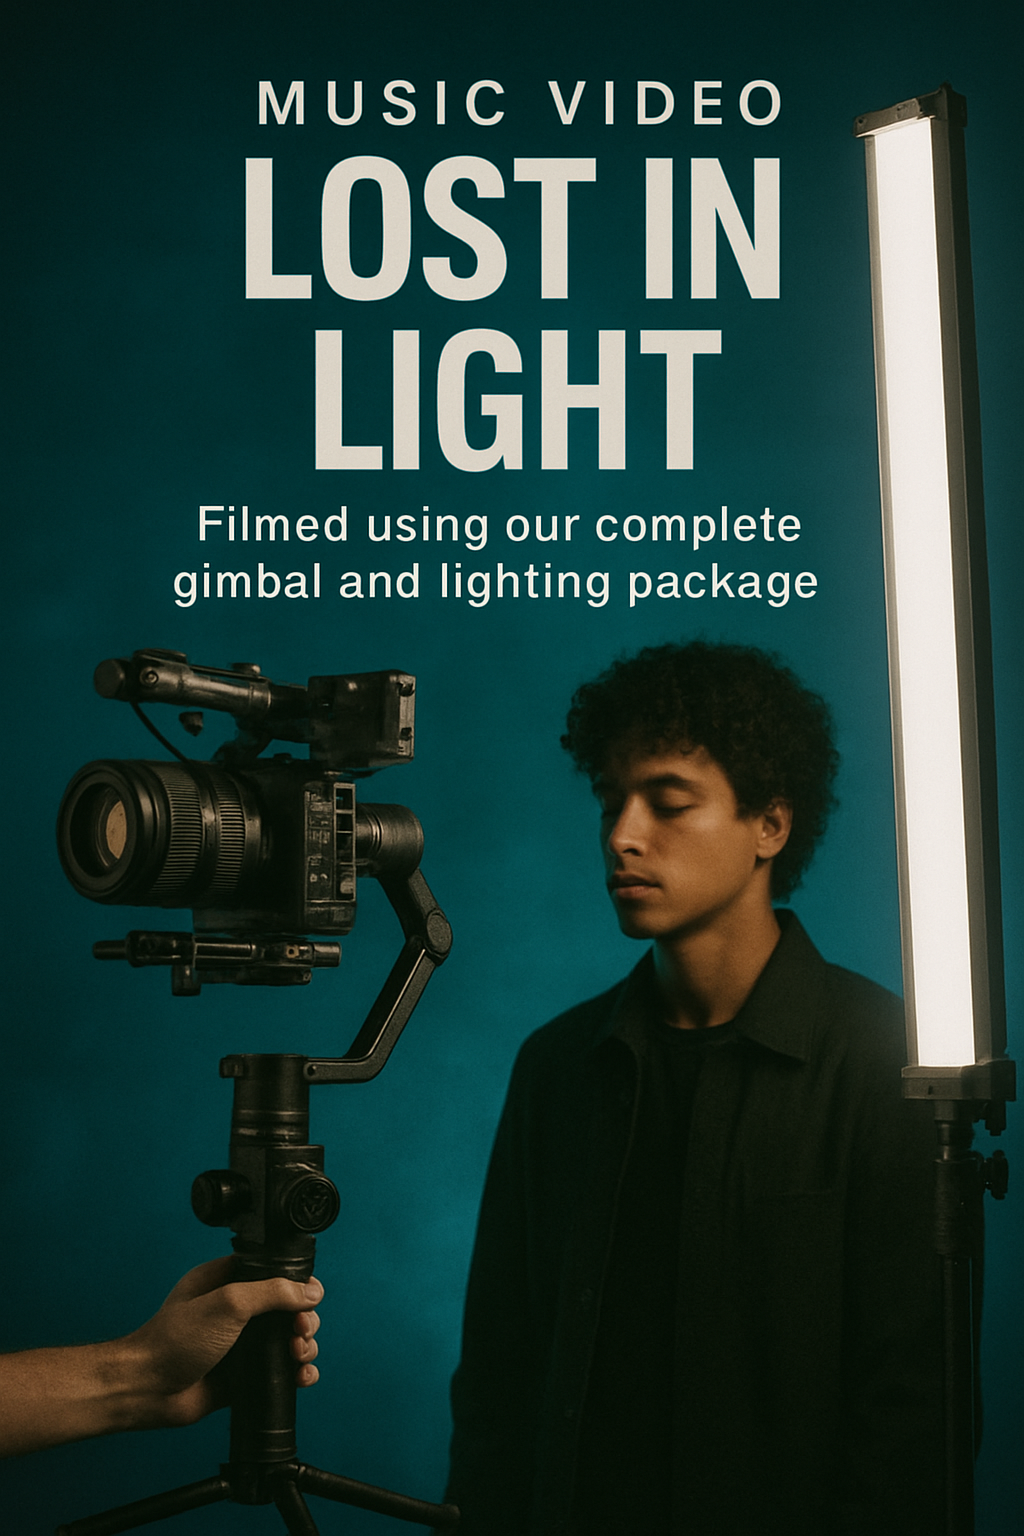 MUSIC VIDEO
LOST IN
LIGHT
Filmed using our complete
gimbal and lighting package